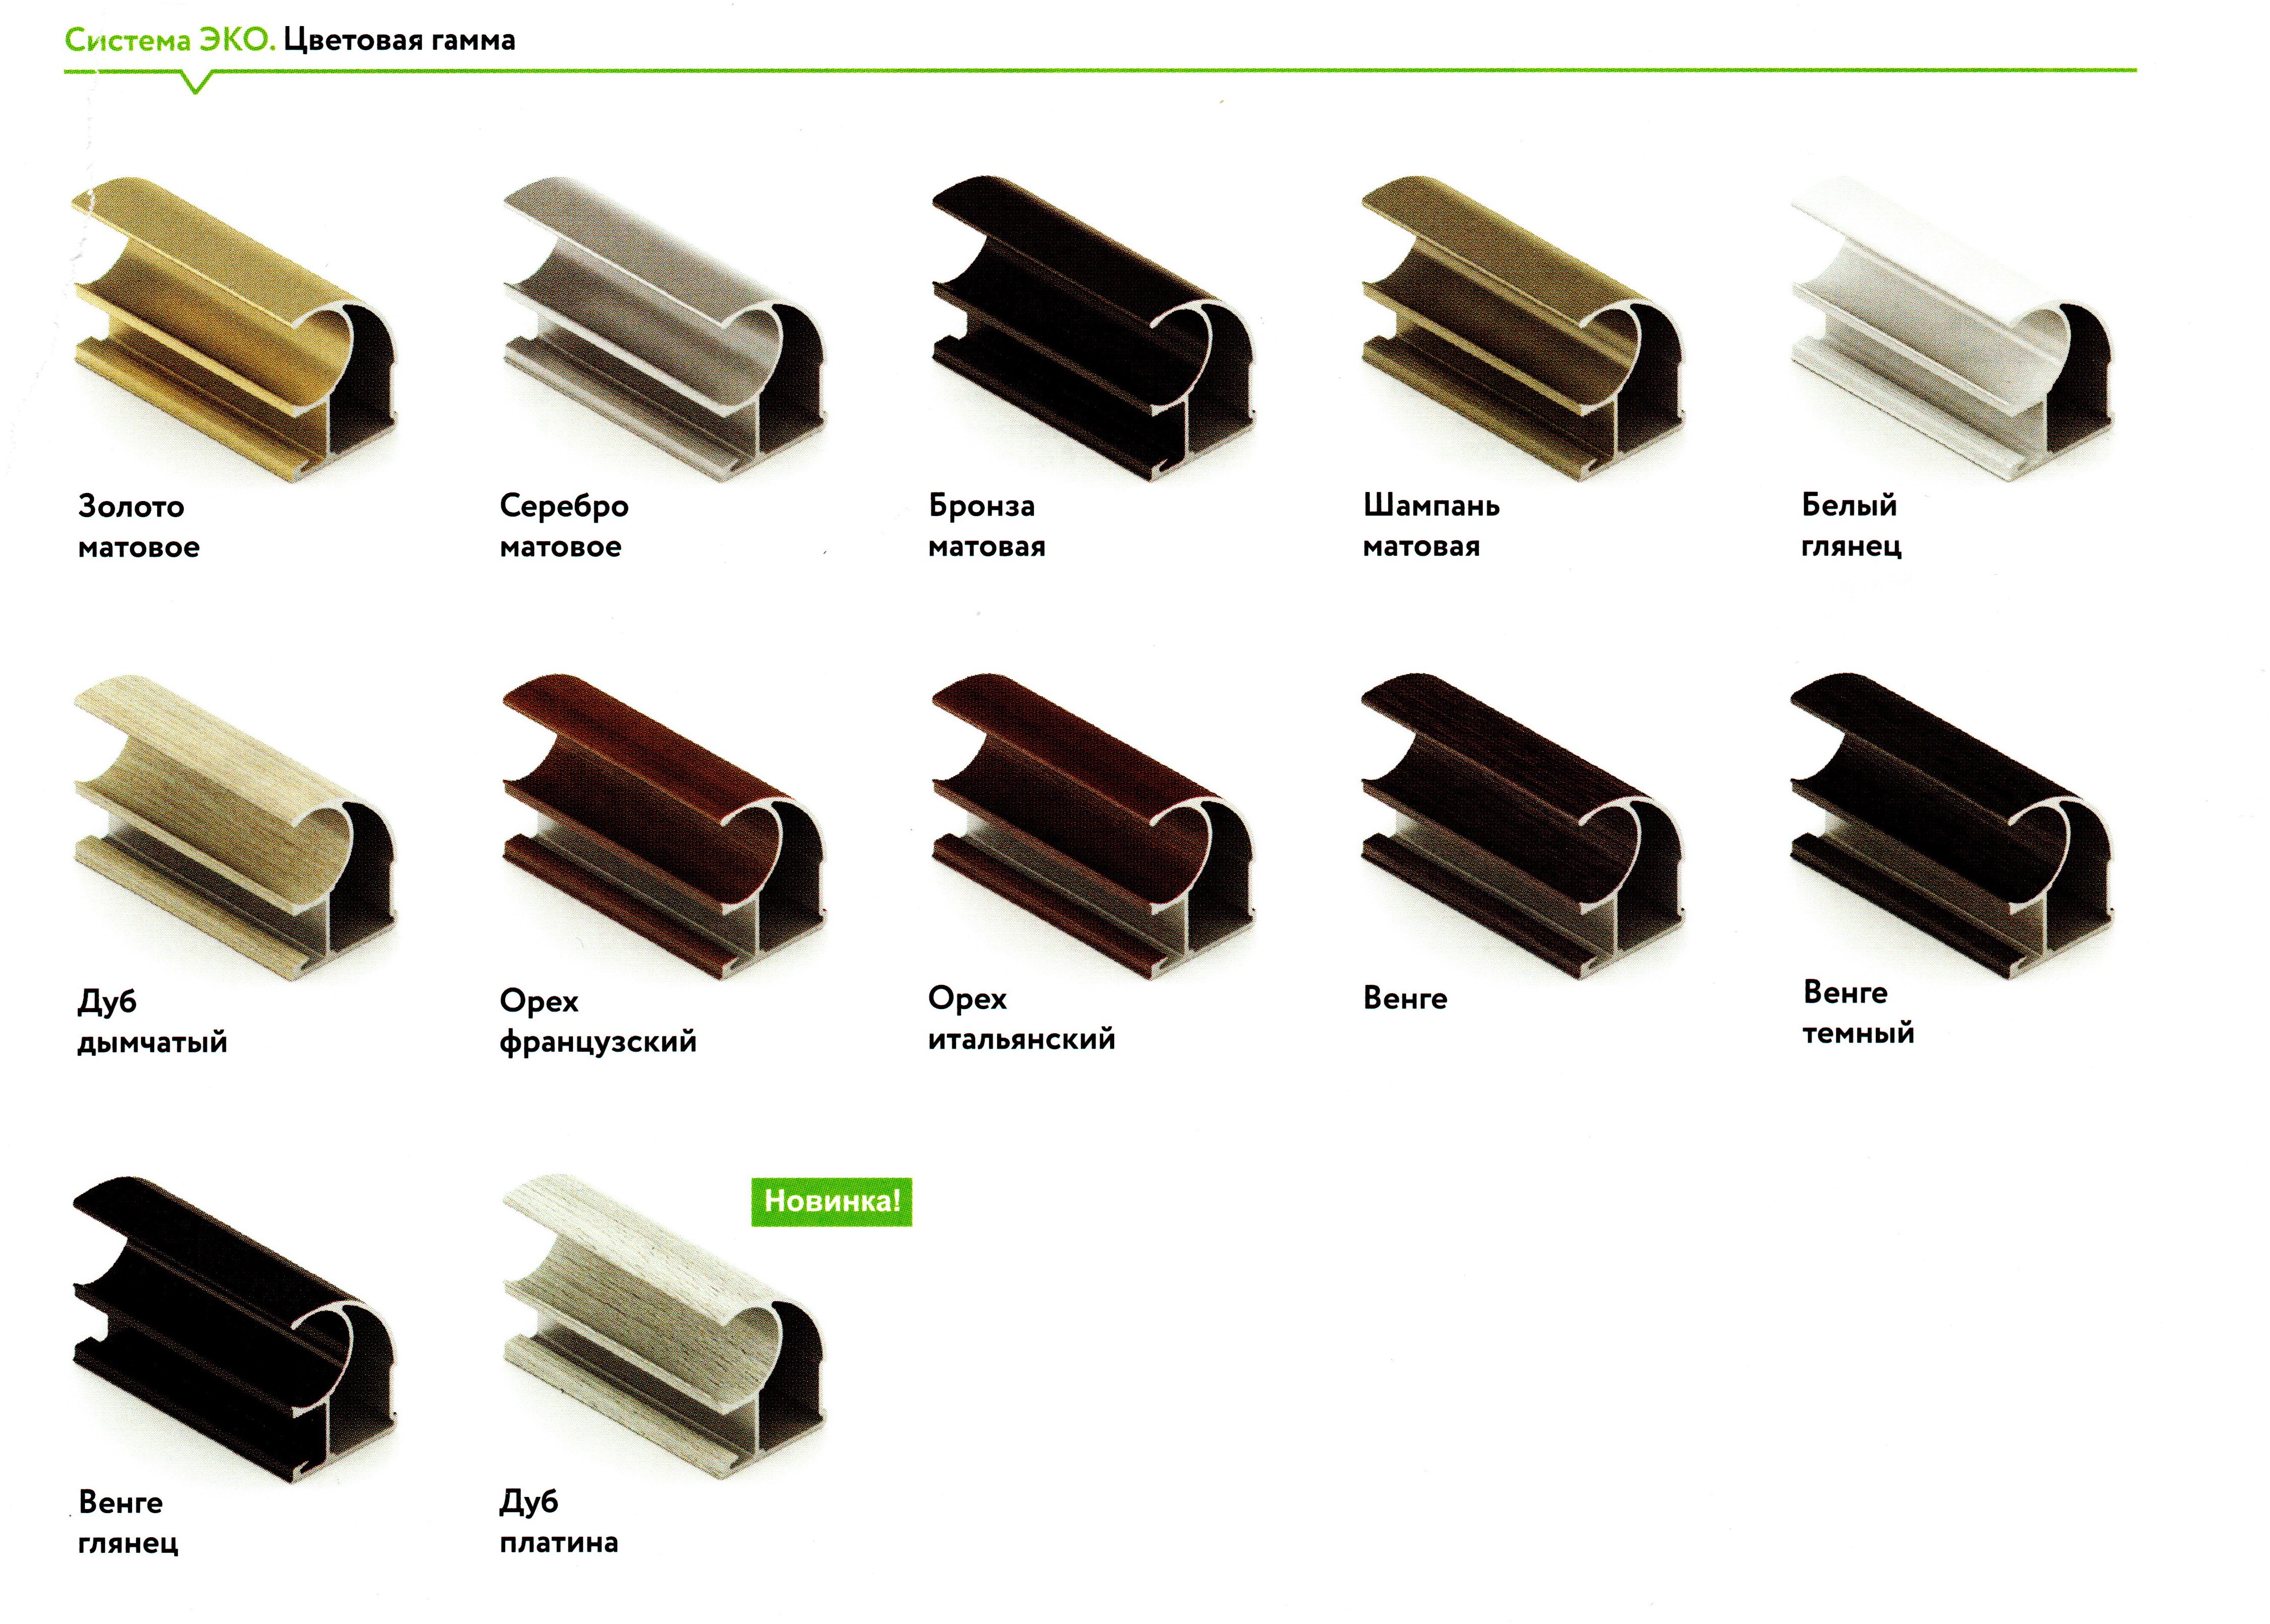 Система ЭКО. Цветовая гамма
Золото
матовое
Серебро
матовое
Бронза
матовая
Шампань
матовая
Белый
глянец
Дуб
дымчатый
Орех
французский
Орех
итальянский
Венге
Венге
темный
Новинка!
Венге
глянец
Дуб
платина